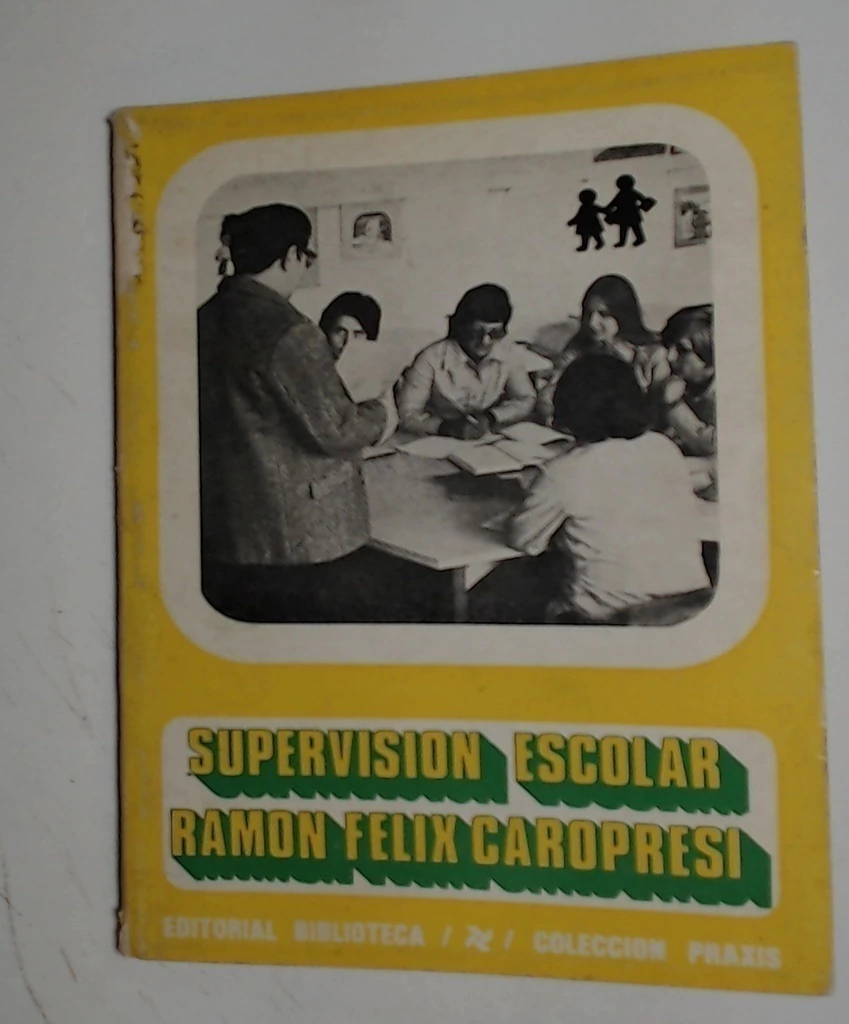 SUPERVISION ESCOLAR
RAMON FELIX CAROPRESI
EDITORIAL BIBLIOTECA / / COLECCION PRAXIS